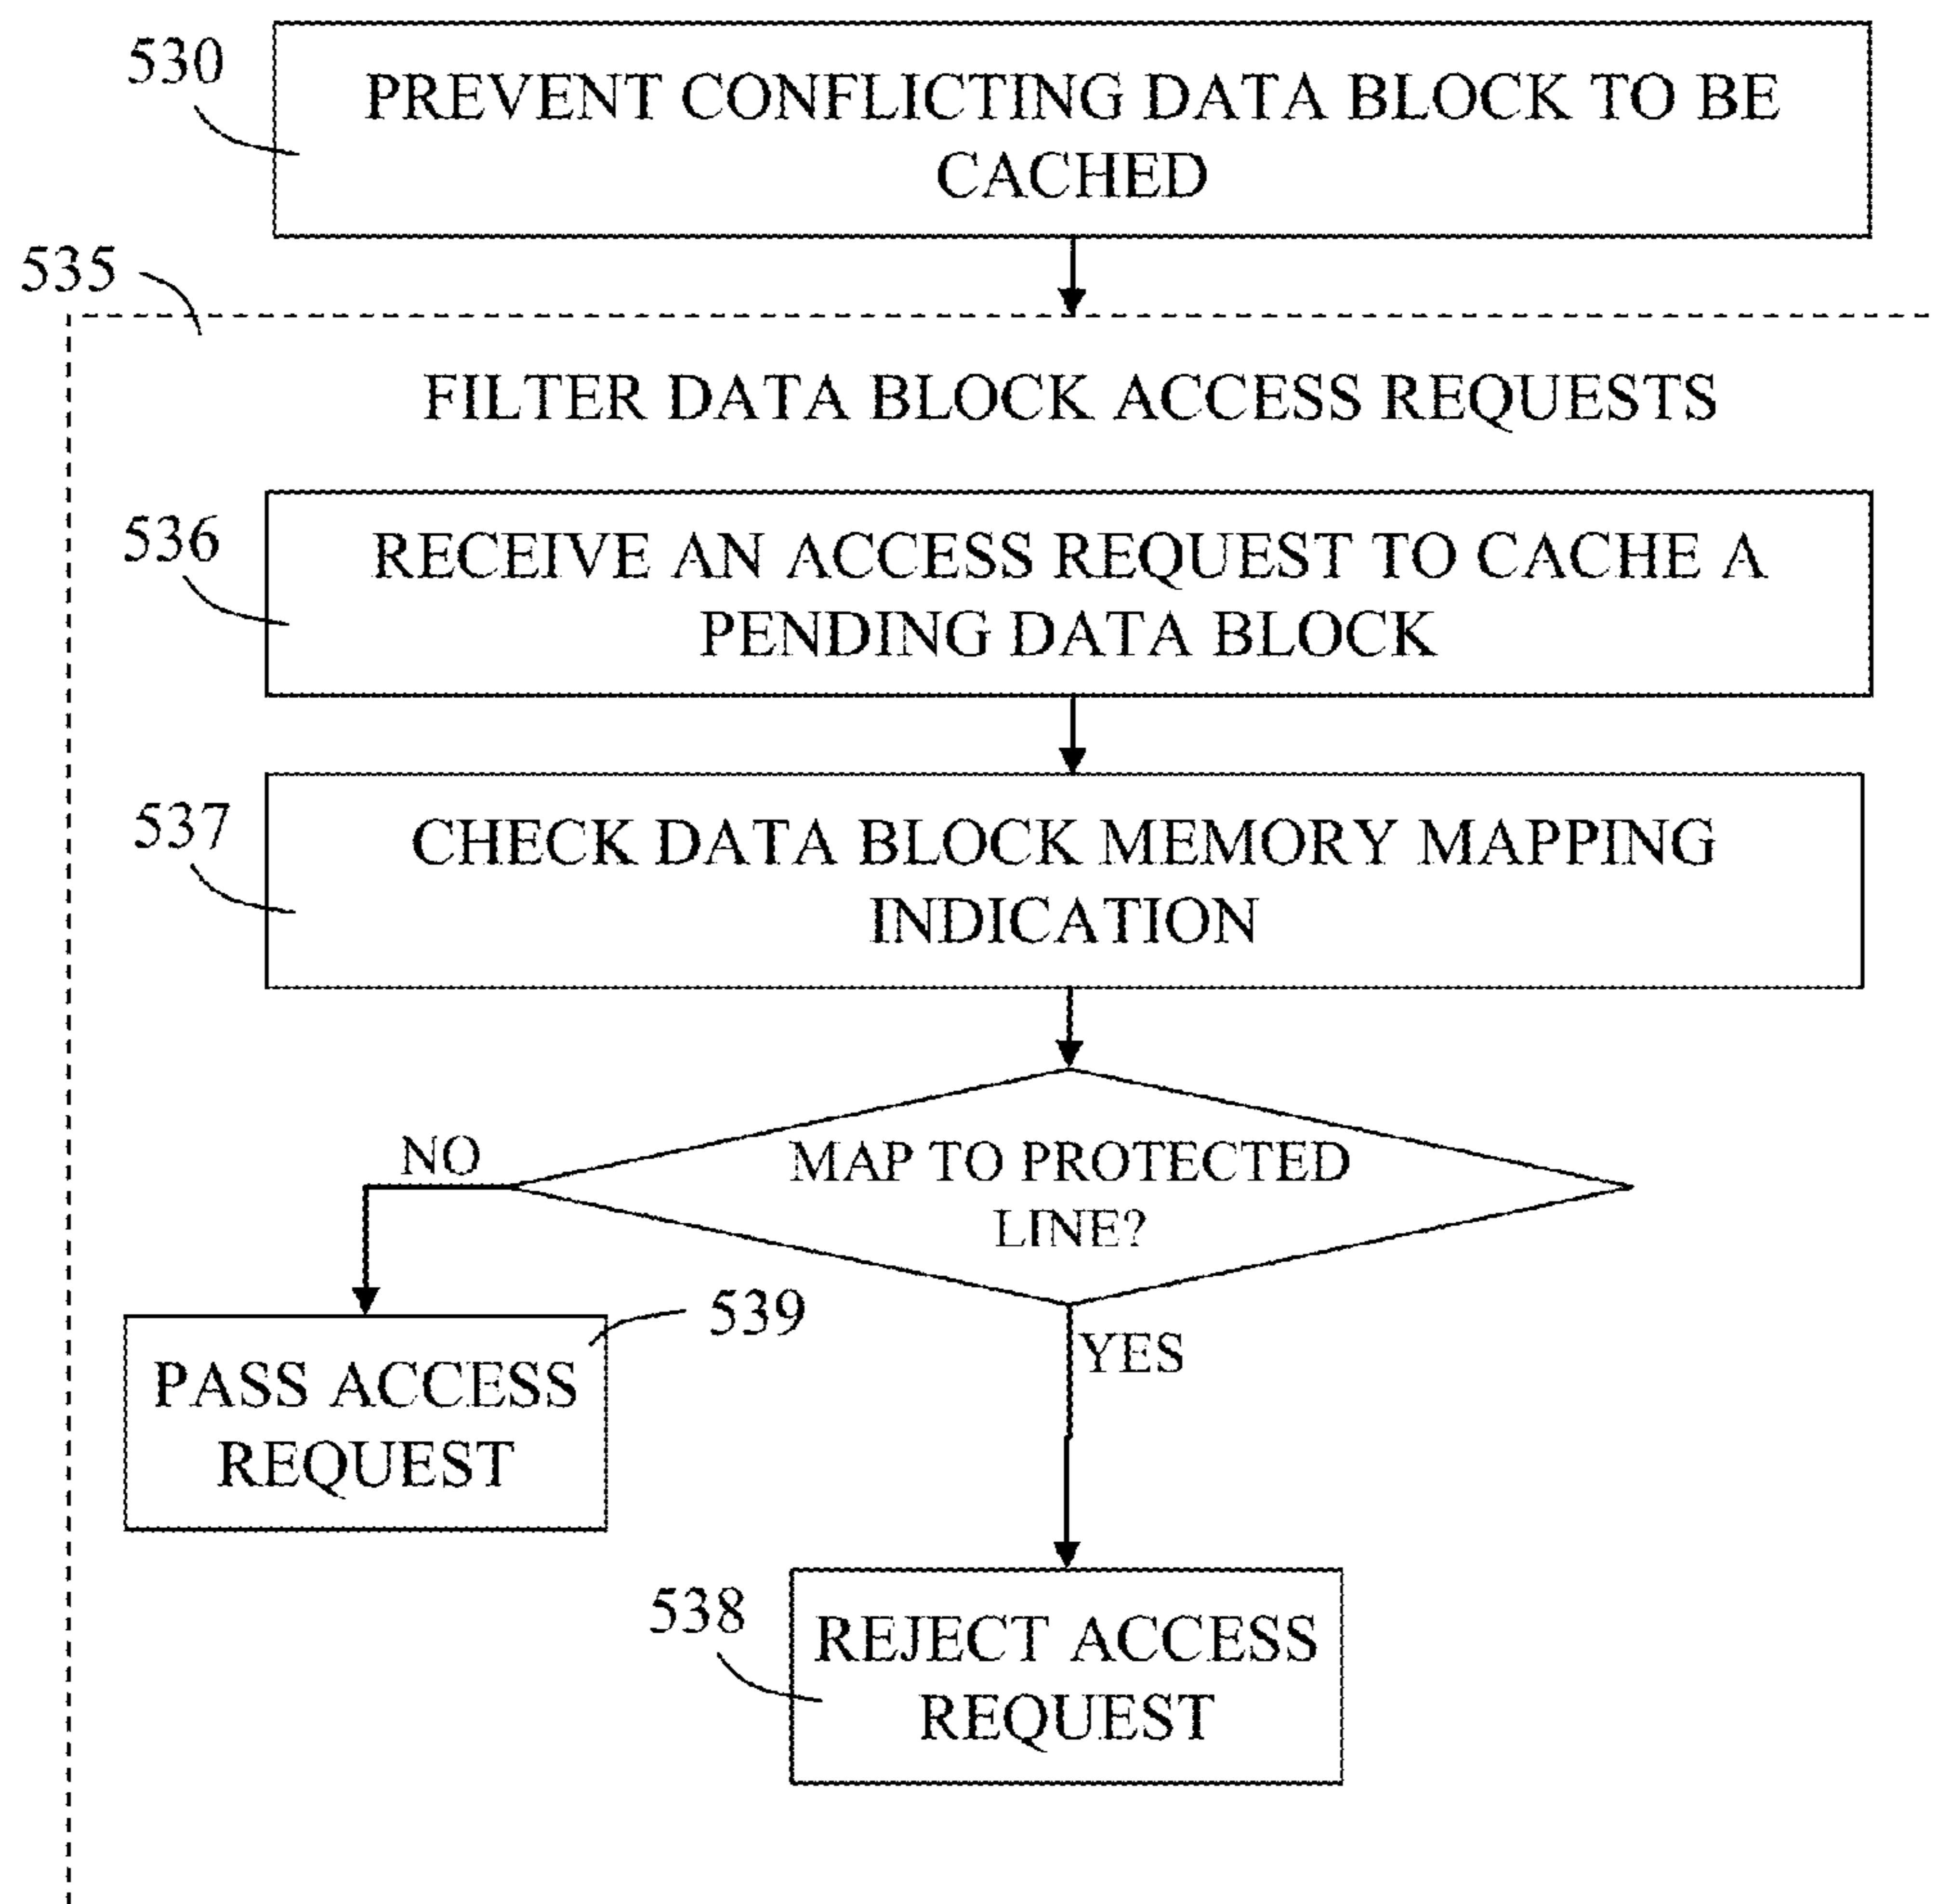 530
PREVENT CONFLICTING DATA BLOCK TO BE
CACHED
535
FILTER DATA BLOCK ACCESS REQUESTS
536
RECEIVE AN ACCESS REQUEST TO CACHE A
PENDING DATA BLOCK
537
CHECK DATA BLOCK MEMORY MAPPING
INDICATION
NO
MAP TO PROTECTED
LINE?
539
YES
PASS ACCESS
REQUEST
538
REJECT ACCESS
REQUEST